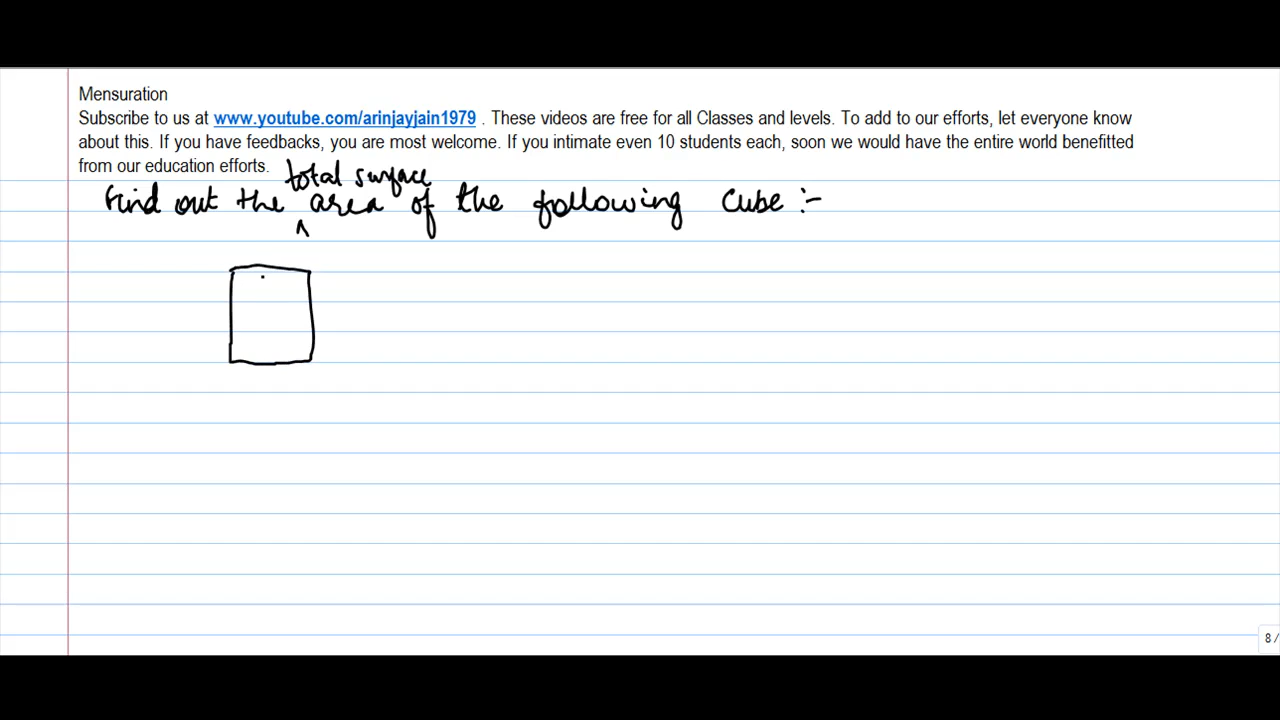 Mensuration
Subscribe to us at www.youtube.com/arinjayjain1979 . These videos are free for all Classes and levels. To add to our efforts, let everyone know
about this. If you have feedbacks, you are most welcome. If you intimate even 10 students each, soon we would have the entire world benefitted
from our education efforts.
total surface
Find out the ^ area of the following Cube :-
8 /